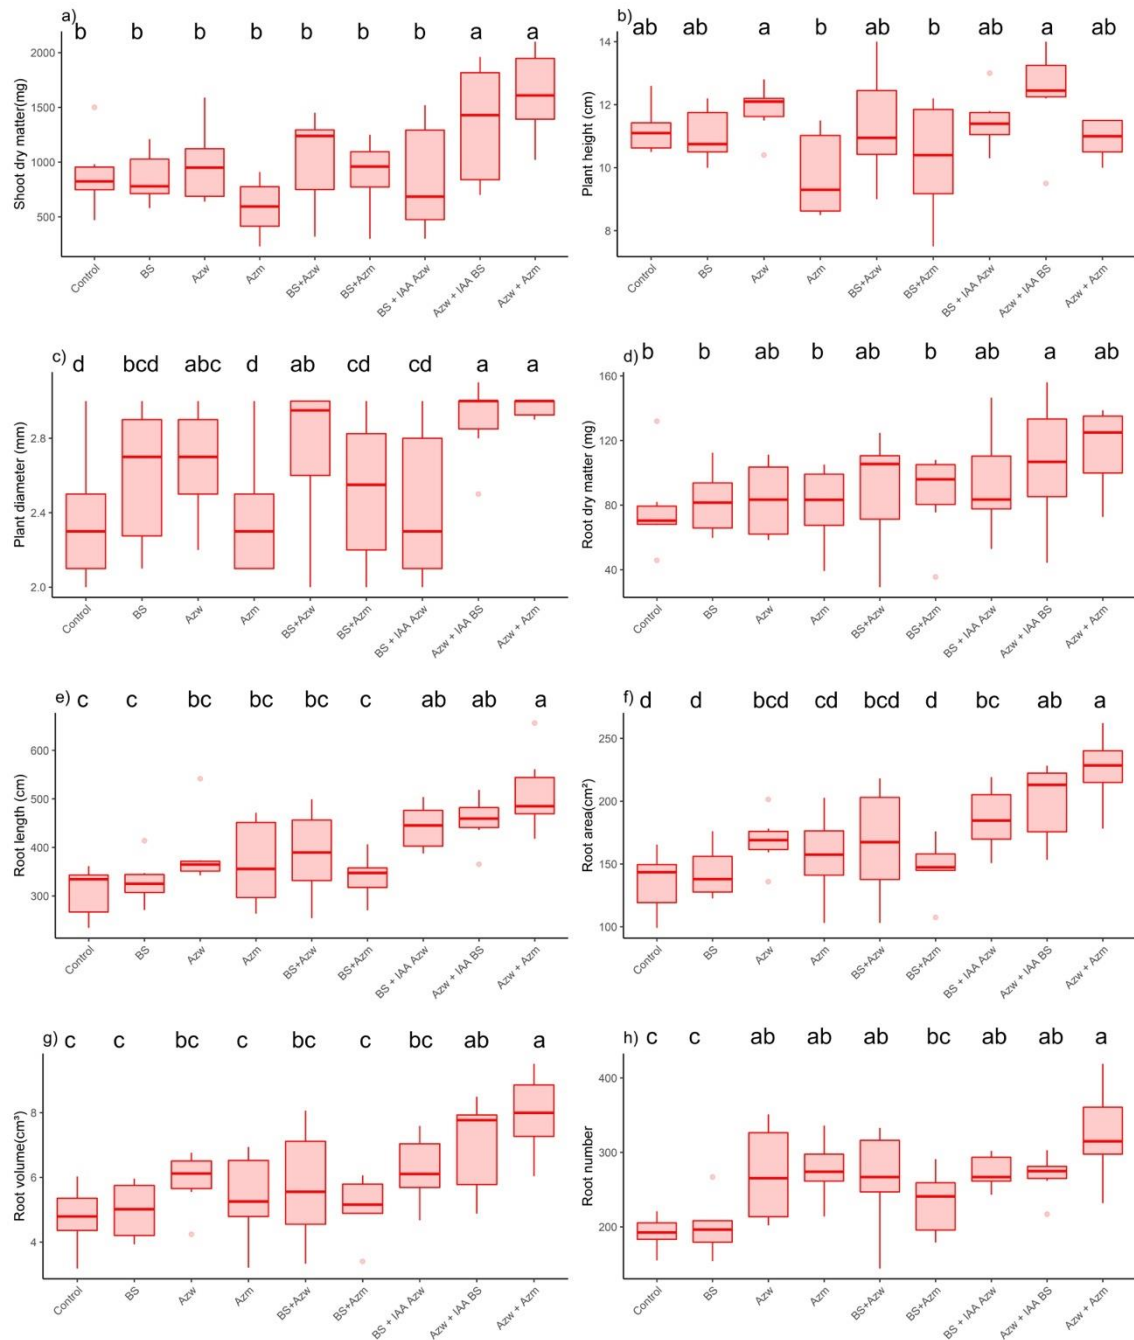 a)
b b b b b b b a a
Shoot dry matter(mg)
2000
1500
1000
500
Control BS Azw Azm BS+Azw BS+Azm BS + IAA Azw Azw + IAA BS Azw + Azm
b)
ab ab a b ab b ab a ab
Plant height (cm)
14
12
10
8
Control BS Azw Azm BS+Azw BS+Azm BS + IAA Azw Azw + IAA BS Azw + Azm
c)
d bcd abc d ab cd cd a a
Plant diameter (mm)
2.8
2.4
2.0
Control BS Azw Azm BS+Azw BS+Azm BS + IAA Azw Azw + IAA BS Azw + Azm
d)
b b ab b ab b ab a ab
Root dry matter (mg)
160
120
80
40
Control BS Azw Azm BS+Azw BS+Azm BS + IAA Azw Azw + IAA BS Azw + Azm
e)
c c bc bc bc c ab ab a
Root length (cm)
600
500
400
300
Control BS Azw Azm BS+Azw BS+Azm BS + IAA Azw Azw + IAA BS Azw + Azm
f)
d d bcd cd bcd d bc ab a
Root area(cm²)
250
200
150
100
Control BS Azw Azm BS+Azw BS+Azm BS + IAA Azw Azw + IAA BS Azw + Azm
g)
c c bc c bc c bc ab a
Root volume(cm³)
8
6
4
Control BS Azw Azm BS+Azw BS+Azm BS + IAA Azw Azw + IAA BS Azw + Azm
h)
c c ab ab ab bc ab ab a
Root number
400
300
200
Control BS Azw Azm BS+Azw BS+Azm BS + IAA Azw Azw + IAA BS Azw + Azm